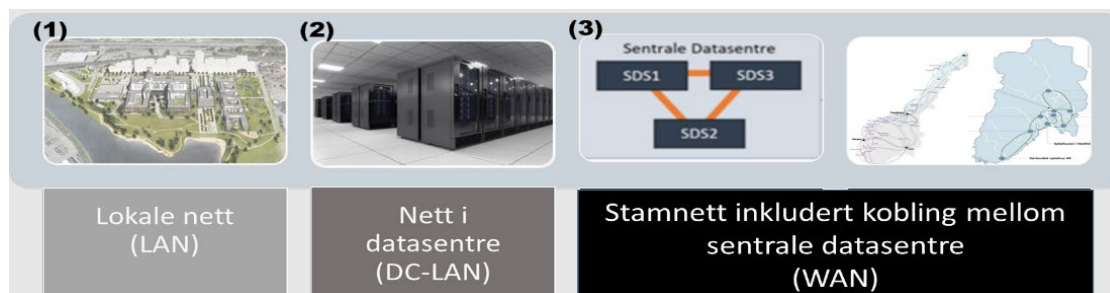 (1)
(2)
(3)
Sentrale Datasentre
SDS1
SDS3
SDS2
Lokale nett
(LAN)
Nett i
datasentre
(DC-LAN)
Stamnett inkludert kobling mellom
sentrale datasentre
(WAN)